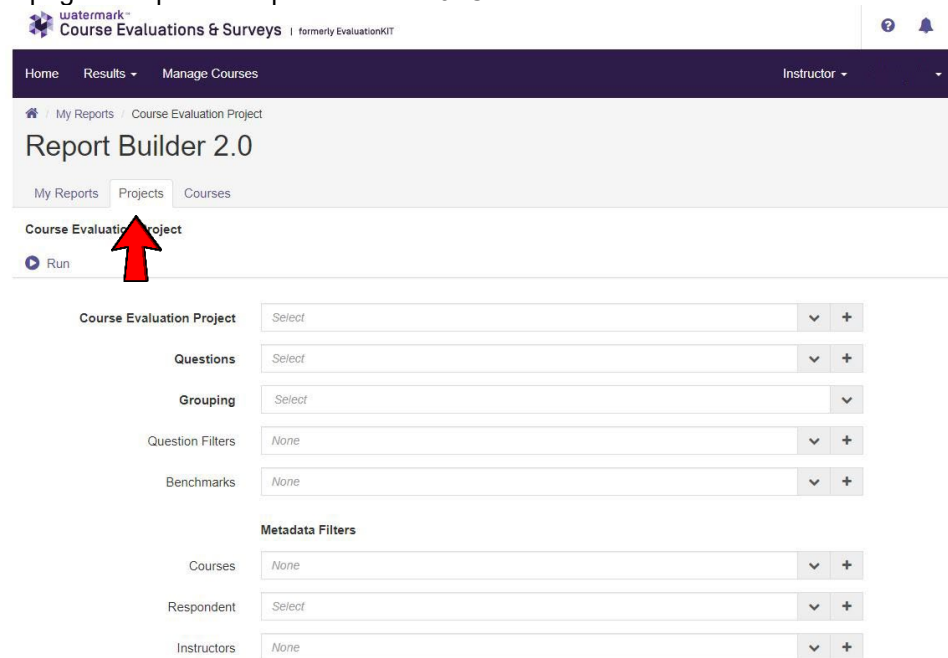 watermark™
Course Evaluations & Surveys | formerly EvaluationKIT
Home Results Manage Courses Instructor
/ My Reports / Course Evaluation Project
Report Builder 2.0
My Reports Projects Courses
Course Evaluation Project
Run
Course Evaluation Project Select
Questions Select
Grouping Select
Question Filters None
Benchmarks None
Metadata Filters
Courses None
Respondent Select
Instructors None